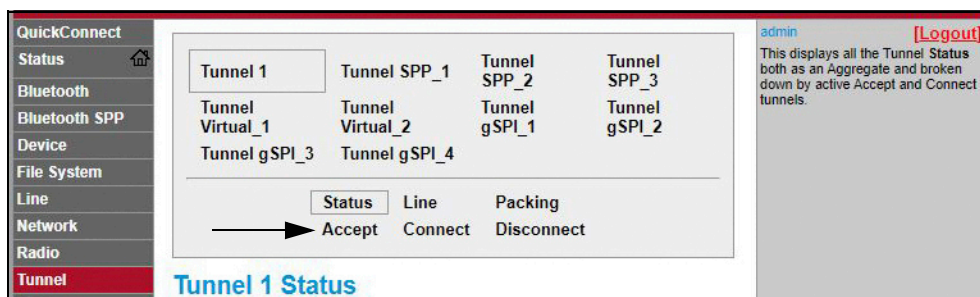 QuickConnect
Status
Bluetooth
Bluetooth SPP
Device
File System
Line
Network
Radio
Tunnel
Tunnel 1
Tunnel SPP_1
Tunnel
SPP_2
Tunnel
SPP_3
Tunnel
Virtual_1
Tunnel
Virtual_2
Tunnel
gSPI_1
Tunnel
gSPI_2
Tunnel gSPI_3
Tunnel gSPI_4
Status Line Packing
Accept Connect Disconnect
Tunnel 1 Status
admin [Logout]
This displays all the Tunnel Status
both as an Aggregate and broken
down by active Accept and Connect
tunnels.